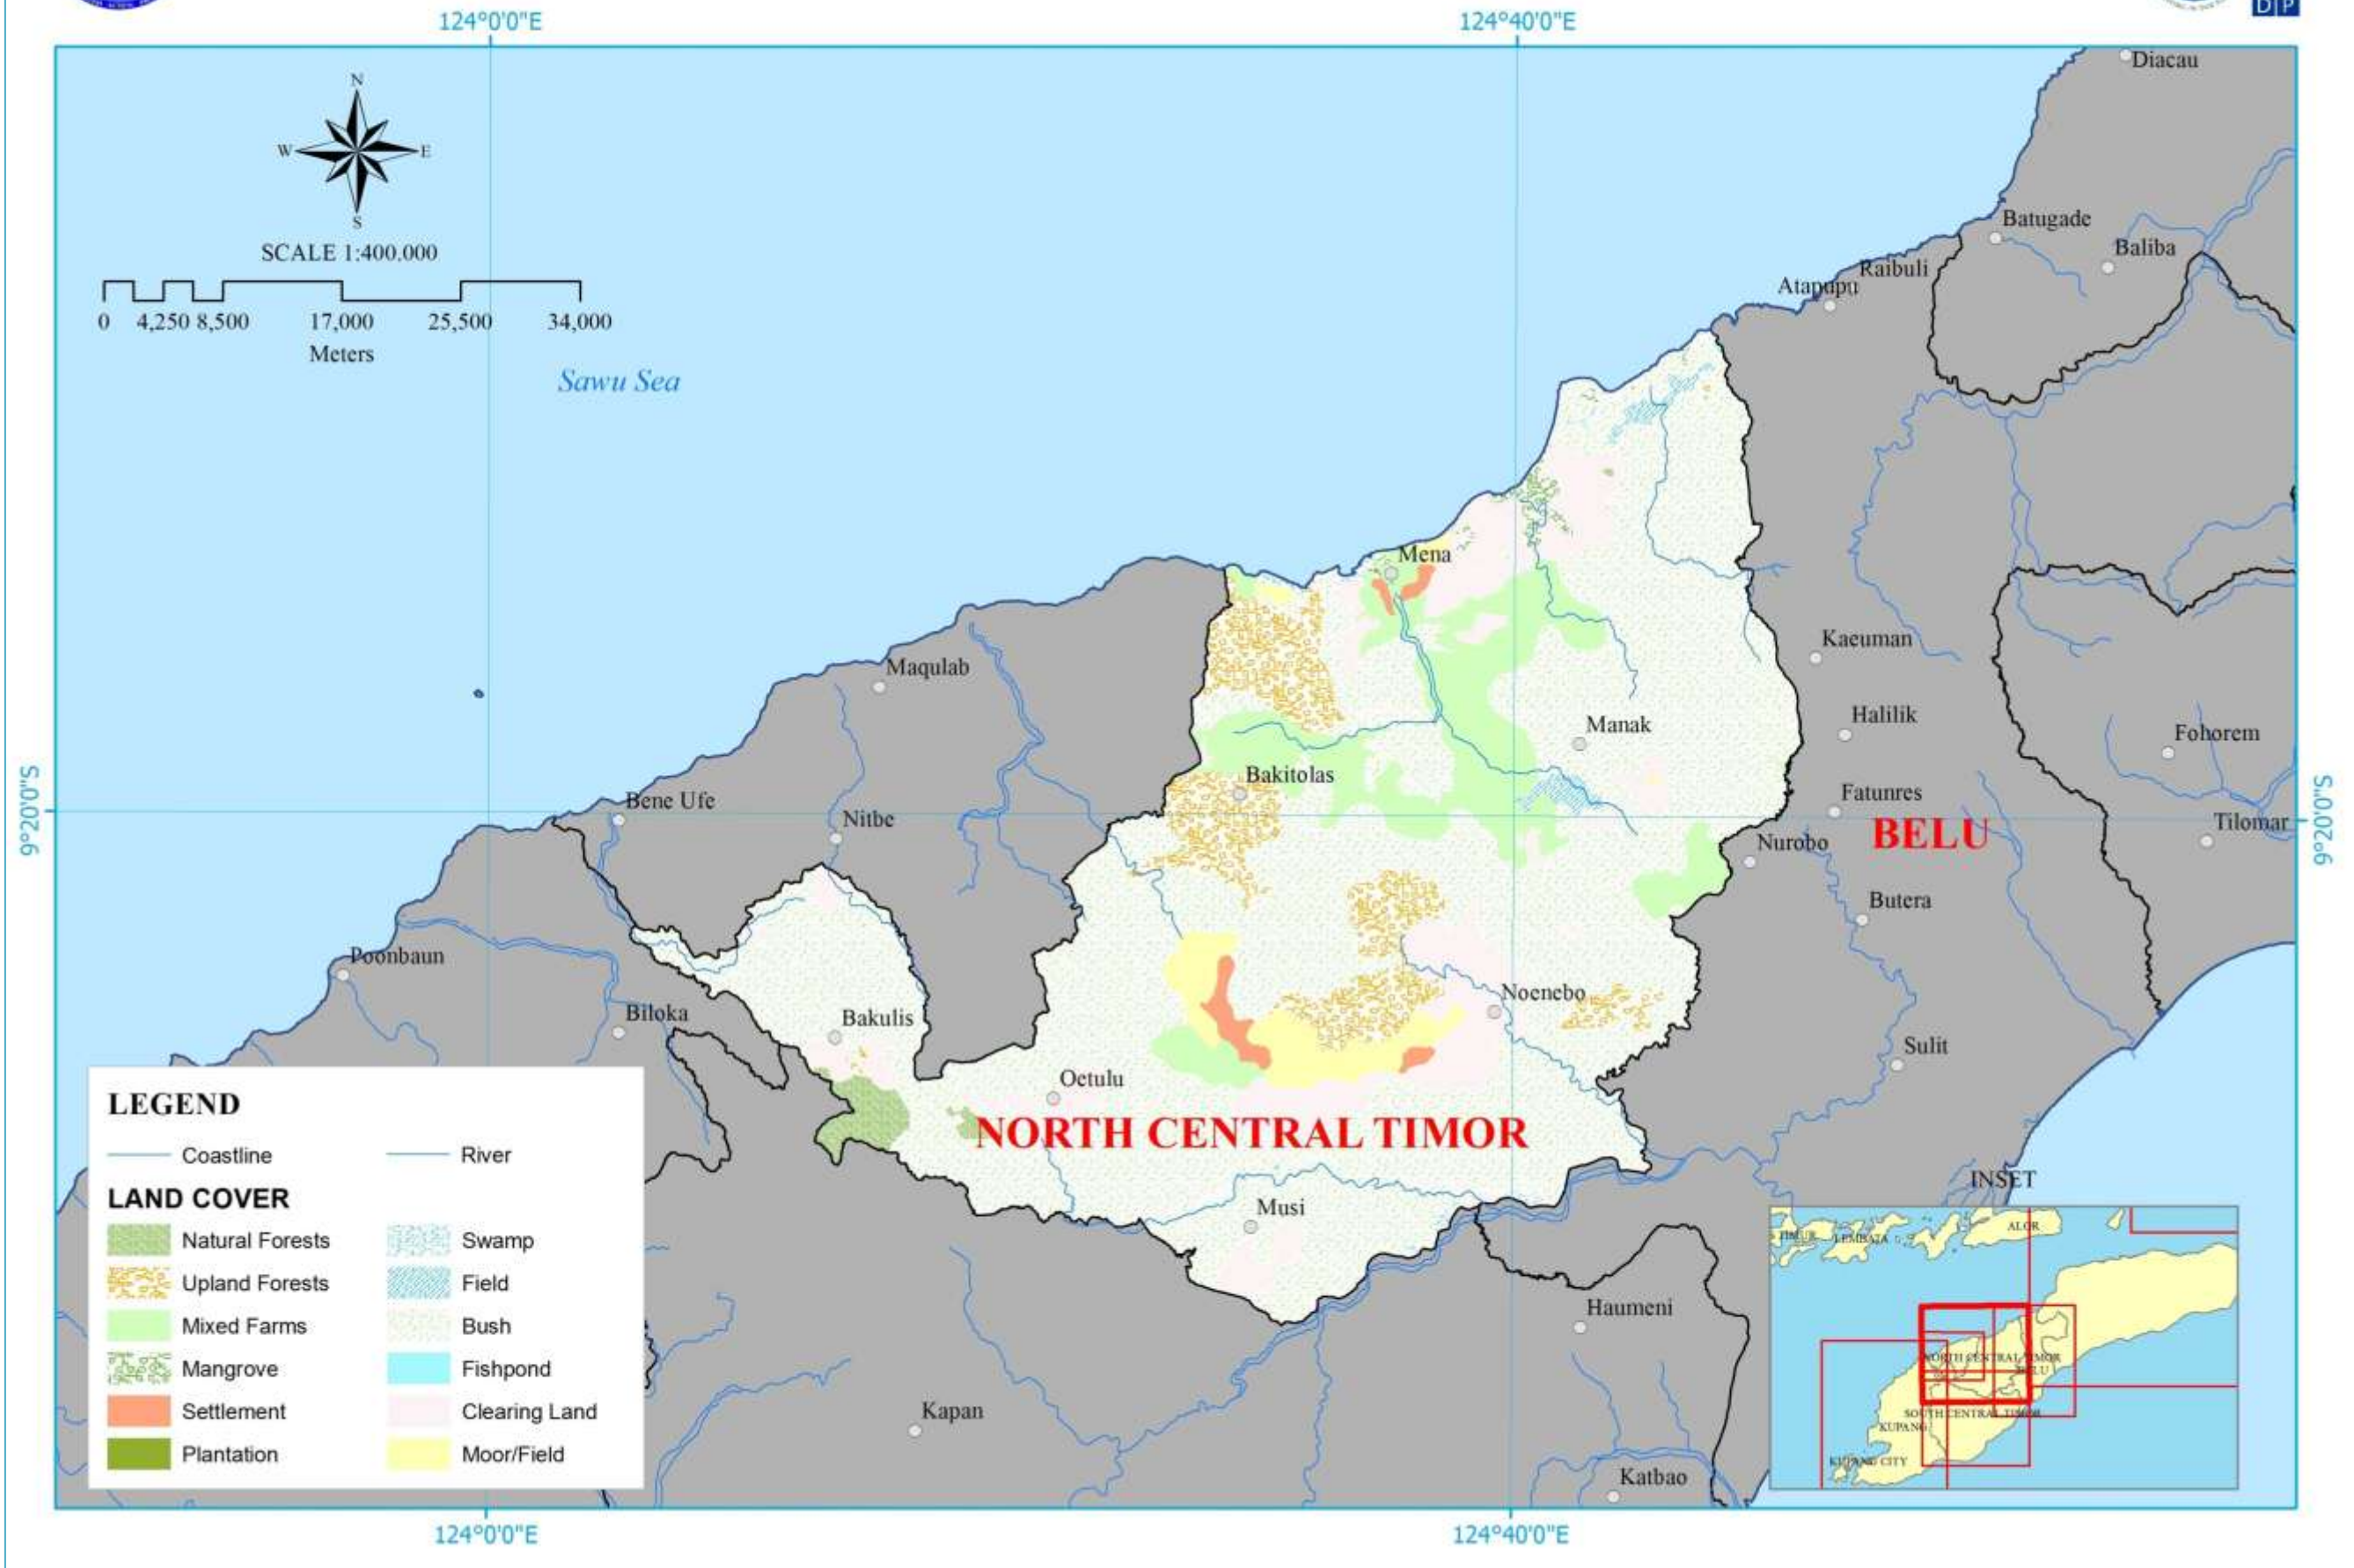 124°0'0"E
124°40'0"E
D P
N
W
E
S
SCALE 1:400.000
0 4,250 8,500 17,000 25,500 34,000
Meters
Sawu Sea
Diacau
Batugade
Baliba
Raibuli
Atapupu
Mena
Kaeuman
Maqulab
Halilik
Manak
Fohorem
Bakitolas
Fatunres
Bene Ufe
Nitbe
Tilomar
9°20'0"S
9°20'0"S
BELU
Nurobo
Butera
Poonbaun
Noenebo
Biloka
Bakulis
Sulit
Oetulu
NORTH CENTRAL TIMOR
Musi
Haumeni
Kapan
Katbao
LEGEND
Coastline
River
LAND COVER
Natural Forests
Swamp
Upland Forests
Field
Mixed Farms
Bush
Mangrove
Fishpond
Settlement
Clearing Land
Plantation
Moor/Field
INSET
ALOR
TIMUR
LEMBATA
NORTH CENTRAL TIMOR
BELU
SOUTH CENTRAL TIMOR
KUPANG
KUPANG CITY
124°0'0"E
124°40'0"E